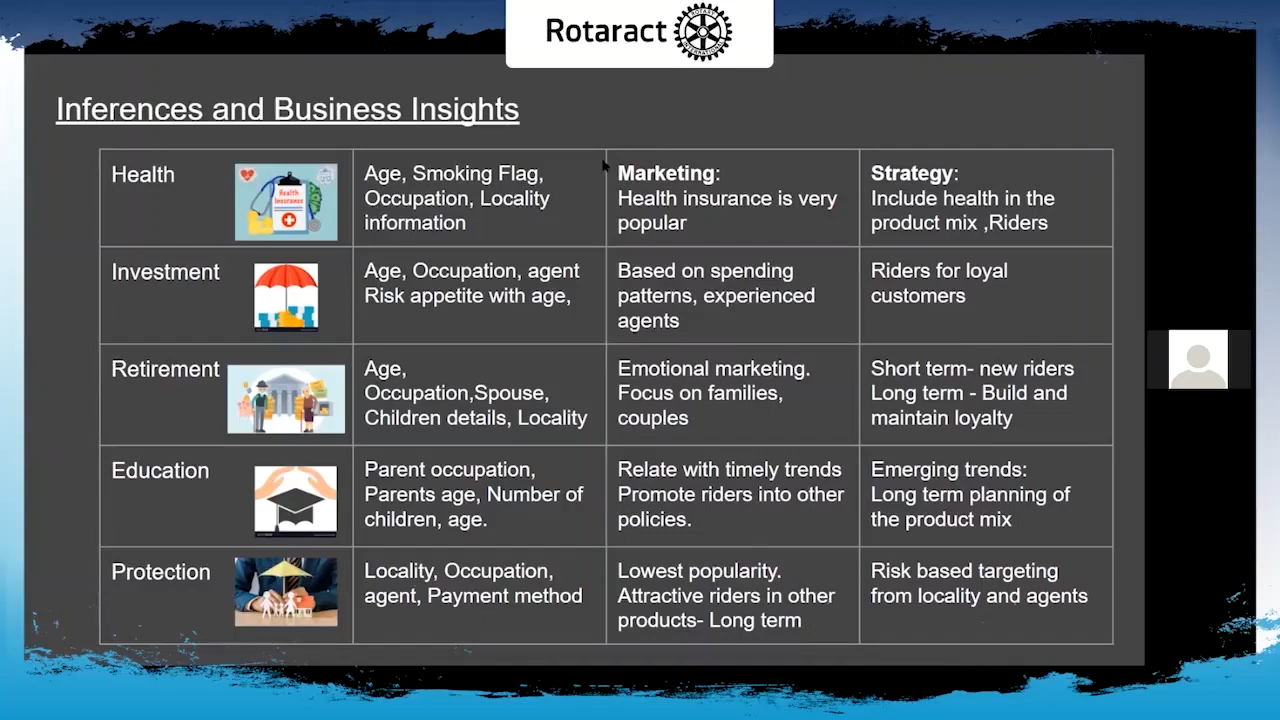 Rotaract
ROTARY
INTERNATIONAL
Inferences and Business Insights
Health
Health
Insurance
Age, Smoking Flag,
Occupation, Locality
information
Marketing:
Health insurance is very
popular
Strategy:
Include health in the
product mix ,Riders
Investment
Age, Occupation, agent
Risk appetite with age,
Based on spending
patterns, experienced
agents
Riders for loyal
customers
Retirement
Age,
Occupation,Spouse,
Children details, Locality
Emotional marketing.
Focus on families,
couples
Short term- new riders
Long term - Build and
maintain loyalty
Education
Parent occupation,
Parents age, Number of
children, age.
Relate with timely trends
Promote riders into other
policies.
Emerging trends:
Long term planning of
the product mix
Protection
Locality, Occupation,
agent, Payment method
Lowest popularity.
Attractive riders in other
products- Long term
Risk based targeting
from locality and agents